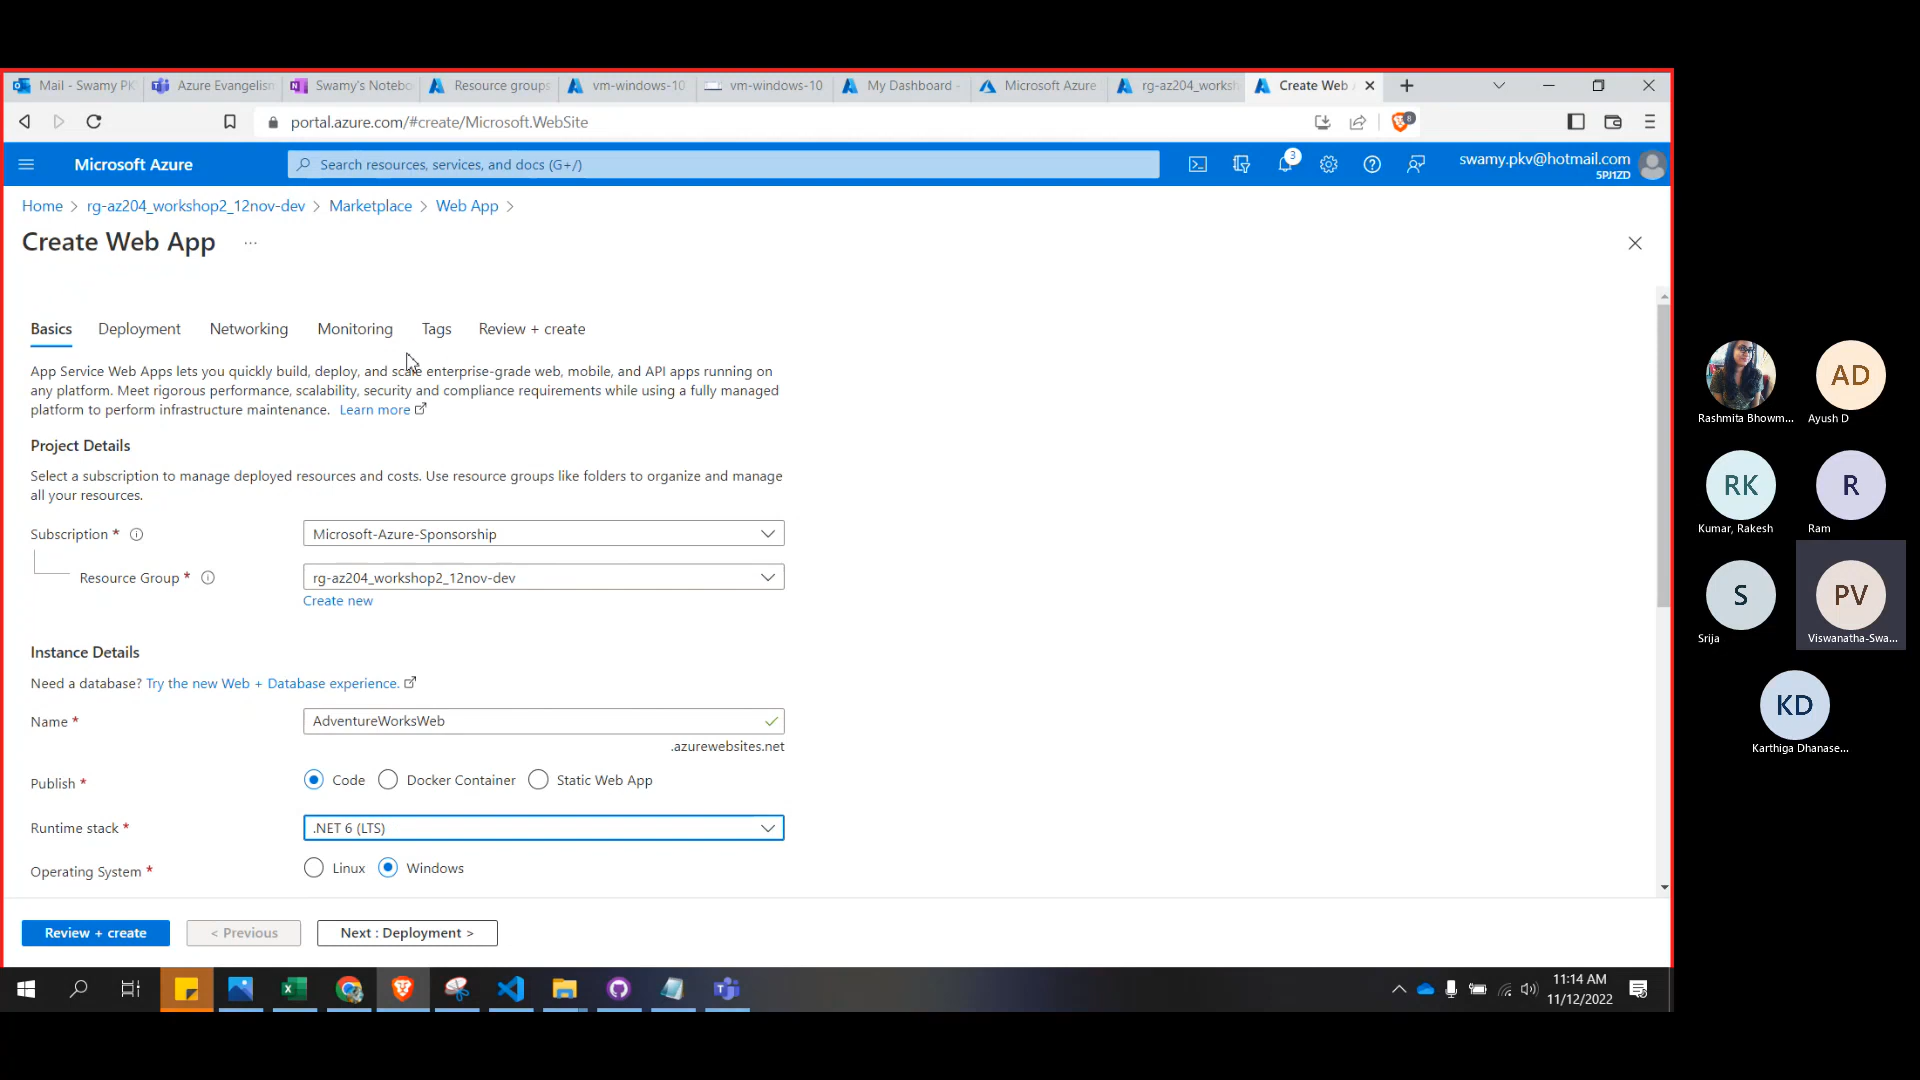 Mail - Swamy PK
Azure Evangelism
Swamy's Notebo
Resource groups
vm-windows-10
vm-windows-10
My Dashboard -
Microsoft Azure
rg-az204_worksh
Create Web
portal.azure.com/#create/Microsoft.WebSite
8
Microsoft Azure
Search resources, services, and docs (G+/)
3
swamy.pkv@hotmail.com
5PJ1ZD
Home > rg-az204_workshop2_12nov-dev > Marketplace > Web App >
Create Web App ...
Basics Deployment Networking Monitoring Tags Review + create
App Service Web Apps lets you quickly build, deploy, and scale enterprise-grade web, mobile, and API apps running on
any platform. Meet rigorous performance, scalability, security and compliance requirements while using a fully managed
platform to perform infrastructure maintenance. Learn more
Project Details
Select a subscription to manage deployed resources and costs. Use resource groups like folders to organize and manage
all your resources.
Subscription * Microsoft-Azure-Sponsorship
Resource Group * rg-az204_workshop2_12nov-dev
Create new
Instance Details
Need a database? Try the new Web + Database experience.
Name * AdventureWorksWeb
.azurewebsites.net
Publish * Code Docker Container Static Web App
Runtime stack * .NET 6 (LTS)
Operating System * Linux Windows
Review + create < Previous Next : Deployment >
11:14 AM
11/12/2022
AD
Rashmita Bhowm... Ayush D
RK R
Kumar, Rakesh Ram
S PV
Srija Viswanatha-Swa...
KD
Karthiga Dhanase...